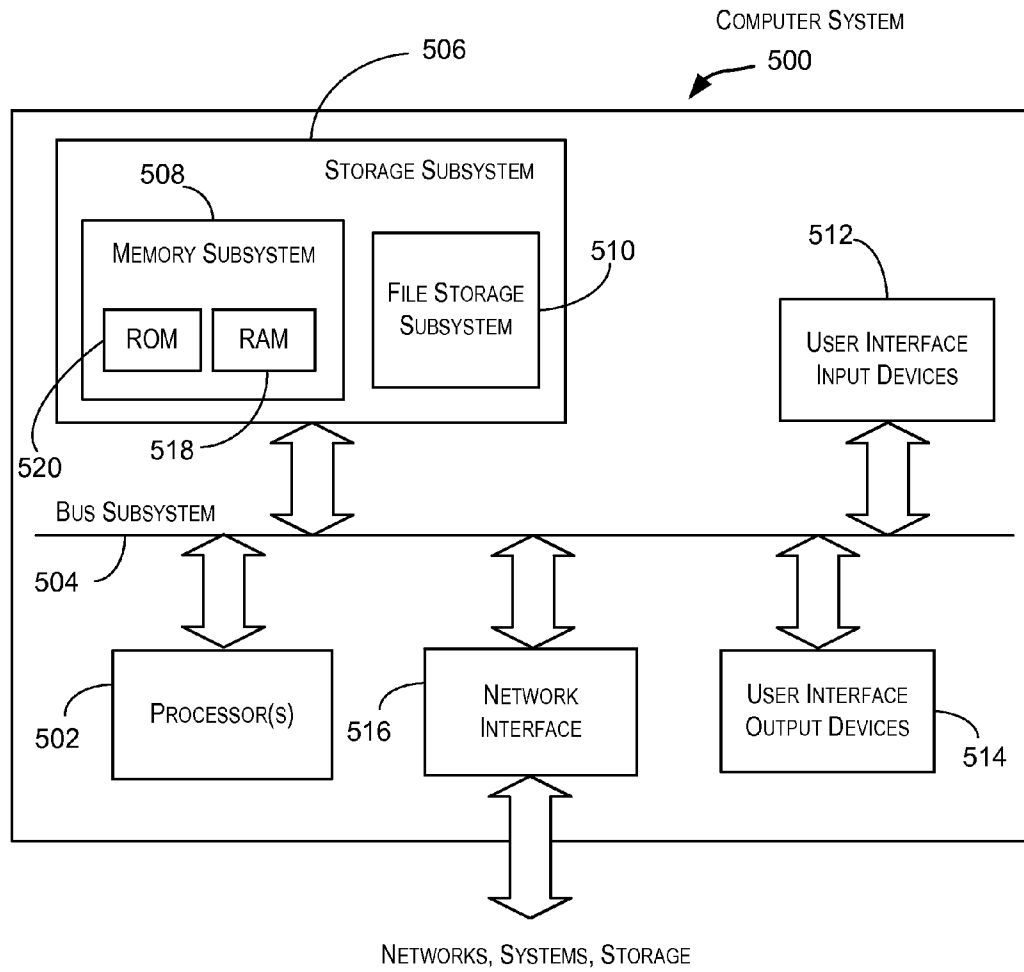 COMPUTER SYSTEM
500
506
STORAGE SUBSYSTEM
508
MEMORY SUBSYSTEM
ROM
RAM
520
518
FILE STORAGE
SUBSYSTEM
510
512
USER INTERFACE
INPUT DEVICES
BUS SUBSYSTEM
504
PROCESSOR(S)
502
NETWORK
INTERFACE
516
USER INTERFACE
OUTPUT DEVICES
514
NETWORKS, SYSTEMS, STORAGE